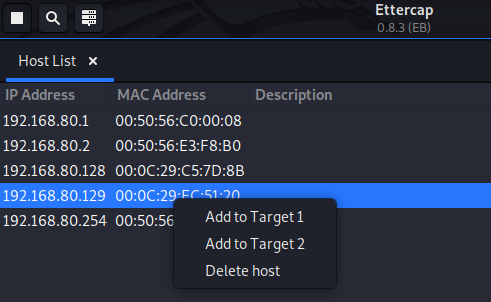 Ettercap
0.8.3 (EB)
Host List ×
IP Address MAC Address Description
192.168.80.1 00:50:56:C0:00:08
192.168.80.2 00:50:56:E3:F8:B0
192.168.80.128 00:0C:29:C5:7D:8B
192.168.80.129 00:0C:29:EC:51:20
192.168.80.254 00:50:56
Add to Target 1
Add to Target 2
Delete host